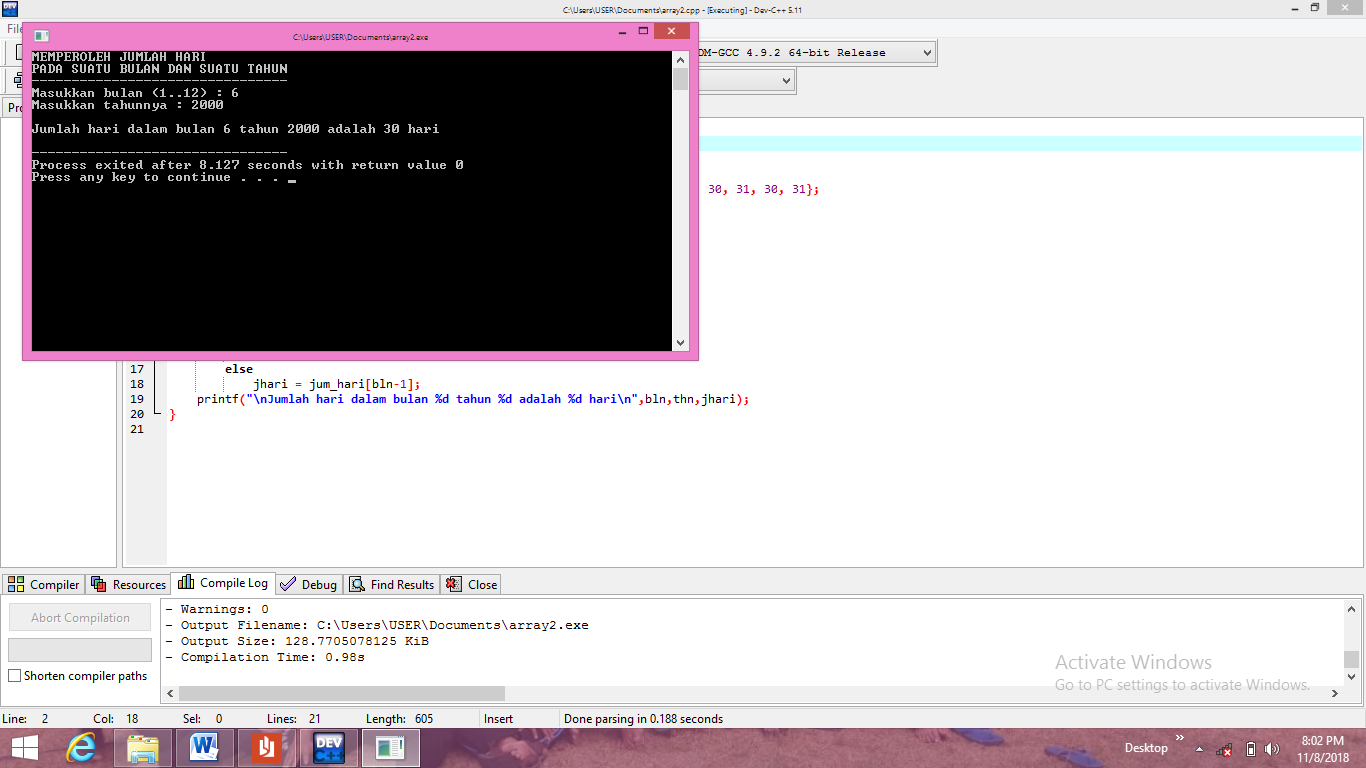 C:\Users\USER\Documents\array2.cpp - [Executing] - Dev-C++ 5.11
File
C:\Users\USER\Documents\array2.exe
DM-GCC 4.9.2 64-bit Release
Pro
MEMPEROLEH JUMLAH HARI
PADA SUATU BULAN DAN SUATU TAHUN
--------------------------------
Masukkan bulan (1..12) : 6
Masukkan tahunnya : 2000
Jumlah hari dalam bulan 6 tahun 2000 adalah 30 hari
--------------------------------
Process exited after 8.127 seconds with return value 0
Press any key to continue . . . _
30, 31, 30, 31};
17 else
18 jhari = jum_hari[bln-1];
19 printf("\nJumlah hari dalam bulan %d tahun %d adalah %d hari\n",bln,thn,jhari);
20 }
21
Compiler Resources Compile Log Debug Find Results Close
Abort Compilation
Shorten compiler paths
- Warnings: 0
- Output Filename: C:\Users\USER\Documents\array2.exe
- Output Size: 128.7705078125 KiB
- Compilation Time: 0.98s
Activate Windows
Go to PC settings to activate Windows.
Line: 2 Col: 18 Sel: 0 Lines: 21 Length: 605 Insert Done parsing in 0.188 seconds
DEV C++
Desktop
8:02 PM
11/8/2018